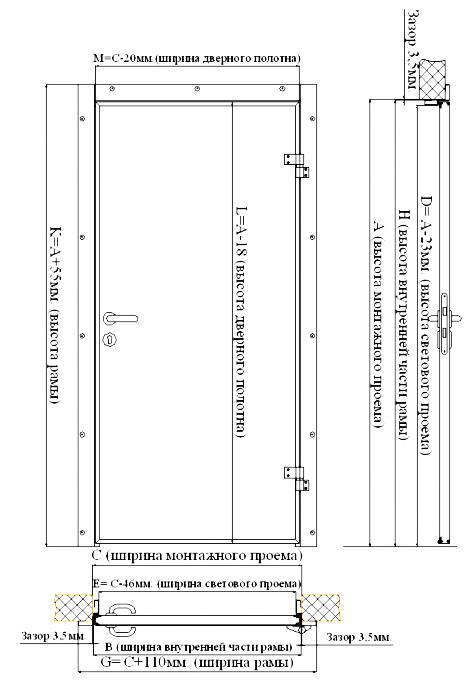 M=C-20мм.(ширина дверного полотна)
Зазор 3.5мм
K=A+55мм. (высота рамы)
L=A-18 (высота дверного полотна)
A (высота монтажного проема)
H (высота внутренней части рамы)
D= A-23мм. (высота светового проема)
C (ширина монтажного проема)
E= C-46мм. (ширина светового проема)
Зазор 3.5мм.
B (ширина внутренней части рамы)
Зазор 3.5мм.
G= C+110мм. (ширина рамы)